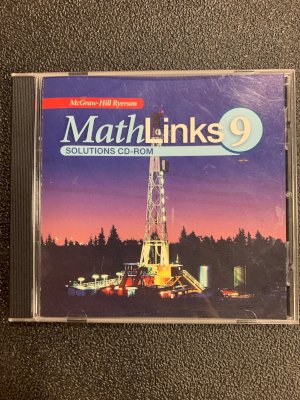 McGraw-Hill Ryerson
MathLinks 9
SOLUTIONS CD-ROM